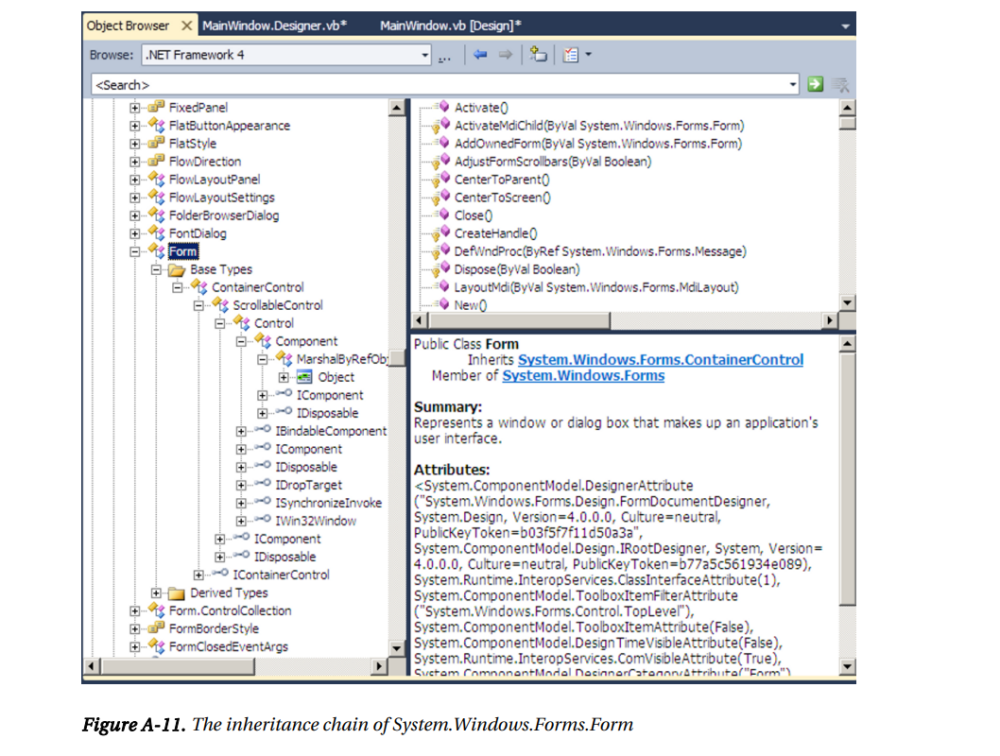 Object Browser
MainWindow.Designer.vb*
MainWindow.vb [Design]*
Browse: .NET Framework 4
...
<Search>
FixedPanel
FlatButtonAppearance
FlatStyle
FlowDirection
FlowLayoutPanel
FlowLayoutSettings
FolderBrowserDialog
FontDialog
Form
Base Types
ContainerControl
ScrollableControl
Control
Component
MarshalByRefObj
Object
IComponent
IDisposable
IBindableComponent
IComponent
IDisposable
IDropTarget
ISynchronizeInvoke
IWin32Window
IComponent
IDisposable
IContainerControl
Derived Types
Form.ControlCollection
FormBorderStyle
FormClosedEventArgs
Activate()
ActivateMdiChild(ByVal System.Windows.Forms.Form)
AddOwnedForm(ByVal System.Windows.Forms.Form)
AdjustFormScrollbars(ByVal Boolean)
CenterToParent()
CenterToScreen()
Close()
CreateHandle()
DefWndProc(ByRef System.Windows.Forms.Message)
Dispose(ByVal Boolean)
LayoutMdi(ByVal System.Windows.Forms.MdiLayout)
New()
Public Class Form
Inherits System.Windows.Forms.ContainerControl
Member of System.Windows.Forms
Summary:
Represents a window or dialog box that makes up an application's
user interface.
Attributes:
<System.ComponentModel.DesignerAttribute
("System.Windows.Forms.Design.FormDocumentDesigner,
System.Design, Version=4.0.0.0, Culture=neutral,
PublicKeyToken=b03f5f7f11d50a3a",
System.ComponentModel.Design.IRootDesigner, System, Version=
4.0.0.0, Culture=neutral, PublicKeyToken=b77a5c561934e089),
System.Runtime.InteropServices.ClassInterfaceAttribute(1),
System.ComponentModel.ToolboxItemFilterAttribute
("System.Windows.Forms.Control.TopLevel"),
System.ComponentModel.ToolboxItemAttribute(False),
System.ComponentModel.DesignTimeVisibleAttribute(False),
System.Runtime.InteropServices.ComVisibleAttribute(True),
System.ComponentModel.DesignerCategoryAttribute("Form")
Figure A-11. The inheritance chain of System.Windows.Forms.Form